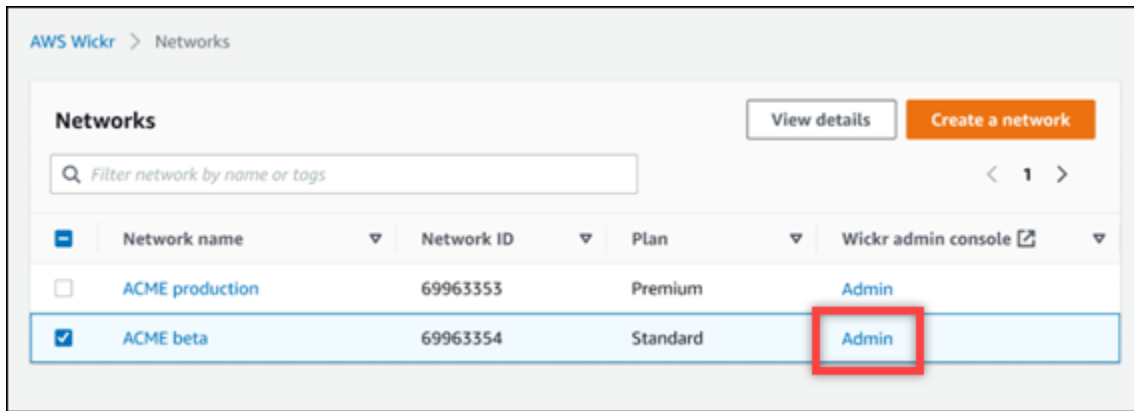 AWS Wickr > Networks
Networks View details Create a network
Filter network by name or tags < 1 >
Network name Network ID Plan Wickr admin console
ACME production 69963353 Premium Admin
ACME beta 69963354 Standard Admin